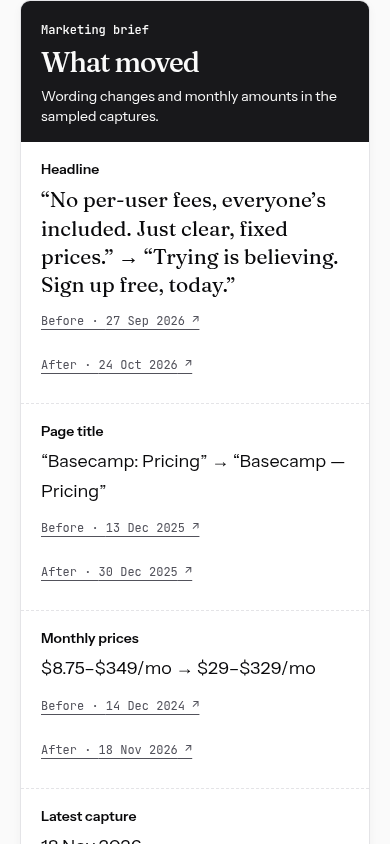 Marketing brief
What moved
Wording changes and monthly amounts in the
sampled captures.
Headline
“No per-user fees, everyone’s
included. Just clear, fixed
prices.” → “Trying is believing.
Sign up free, today.”
Before · 27 Sep 2026 ↗
After · 24 Oct 2026 ↗
Page title
“Basecamp: Pricing” → “Basecamp —
Pricing”
Before · 13 Dec 2025 ↗
After · 30 Dec 2025 ↗
Monthly prices
$8.75–$349/mo → $29–$329/mo
Before · 14 Dec 2024 ↗
After · 18 Nov 2026 ↗
Latest capture
18 Nov 2026